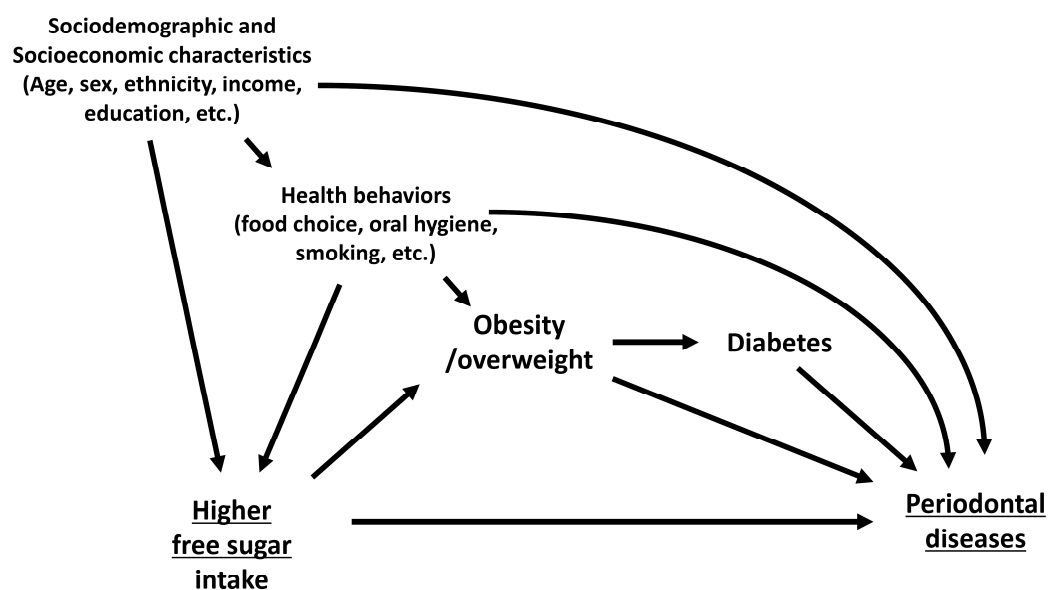 Sociodemographic and
Socioeconomic characteristics
(Age, sex, ethnicity, income,
education, etc.)
Health behaviors
(food choice, oral hygiene,
smoking, etc.)
Obesity
/overweight
Diabetes
Higher
free sugar
intake
Periodontal
diseases